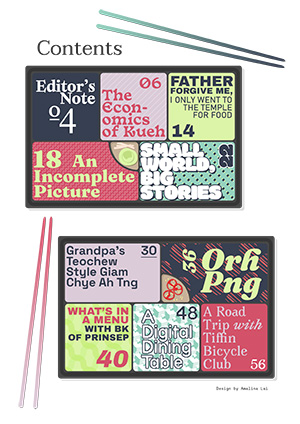 Contents
Editor's
Note
04
06
The
Econ-
omics
of Kueh
FATHER
FORGIVE ME,
I ONLY WENT TO
THE TEMPLE
FOR FOOD
14
18 An
Incomplete
Picture
SMALL
WORLD,
BIG
STORIES
22
Grandpa's
Teochew
Style Giam
Chye Ah Tng
30
56
Orh
Png
WHAT'S IN
A MENU
WITH BK
OF PRINSEP
40
48
A
Digital
Dining
Table
A Road
Trip with
Tiffin
Bicycle
Club 56
Design by Amalina Lai